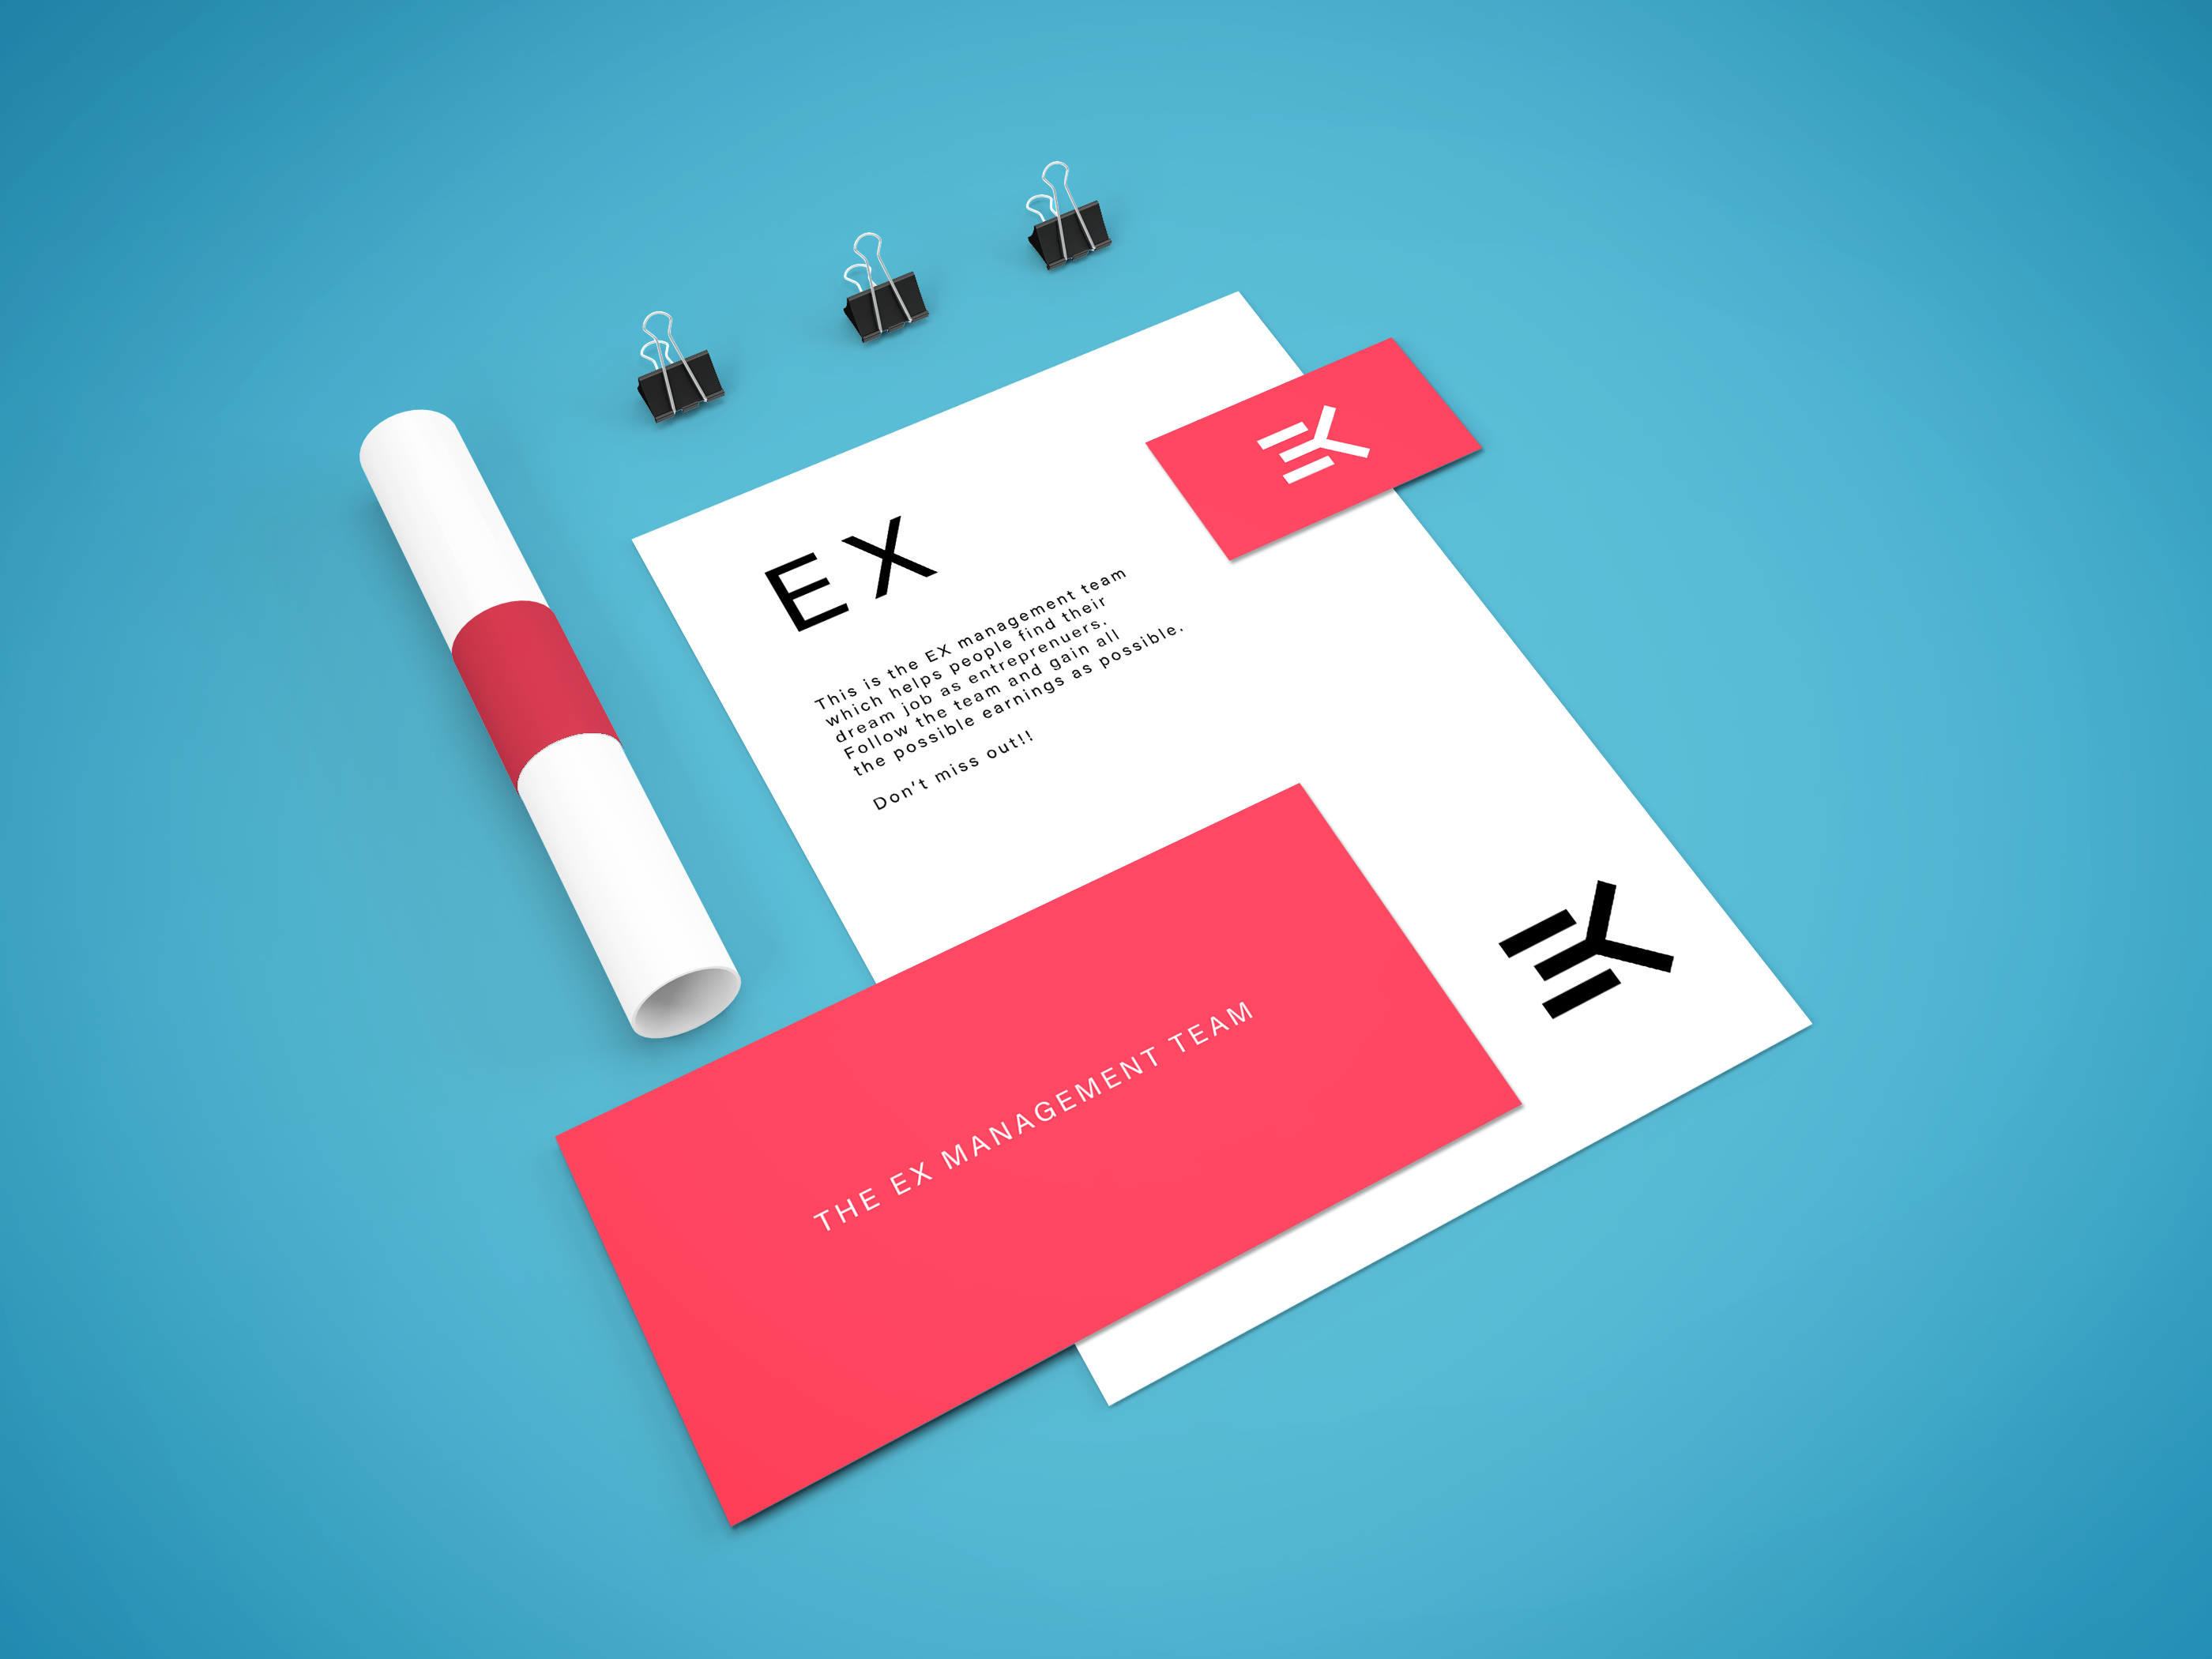 EX
This is the EX management team
which helps people find their
dream job as entreprenuers.
Follow the team and gain all
the possible earnings as possible.
Don't miss out!!
THE EX MANAGEMENT TEAM